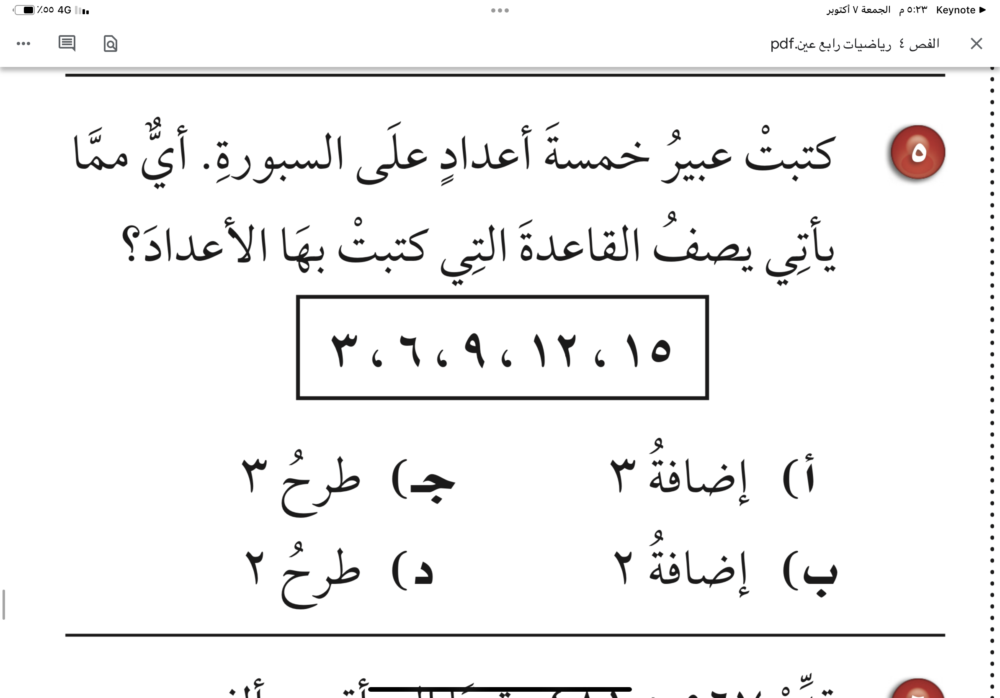 Keynote ٥:٢٣ م الجمعة ٧ أكتوبر
٪٥٥ 4G
الفص ٤ رياضيات رابع عين.pdf
٥
كتبتْ عبيرُ خمسةَ أعدادٍ علَى السبورةِ. أيٌّ ممَّا
يأتِي يصفُ القاعدةَ التِي كتبتْ بهَا الأعدادَ؟
١٥ ، ١٢ ، ٩ ، ٦ ، ٣
أ) إضافةُ ٣
جـ) طرحُ ٣
ب) إضافةُ ٢
د) طرحُ ٢